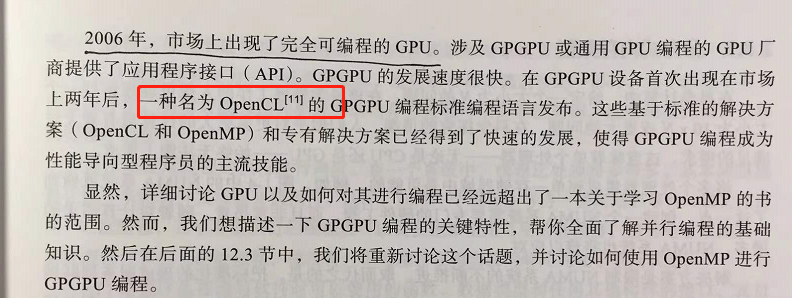 2006 年，市场上出现了完全可编程的 GPU。涉及 GPGPU 或通用 GPU 编程的 GPU 厂
商提供了应用程序接口（API）。GPGPU 的发展速度很快。在 GPGPU 设备首次出现在市场
上两年后，一种名为 OpenCL[11] 的 GPGPU 编程标准编程语言发布。这些基于标准的解决方
案（OpenCL 和 OpenMP）和专有解决方案已经得到了快速的发展，使得 GPGPU 编程成为
性能导向型程序员的主流技能。
显然，详细讨论 GPU 以及如何对其进行编程已经远超出了一本关于学习 OpenMP 的书
的范围。然而，我们想描述一下 GPGPU 编程的关键特性，帮你全面了解并行编程的基础
知识。然后在后面的 12.3 节中，我们将重新讨论这个话题，并讨论如何使用 OpenMP 进行
GPGPU 编程。